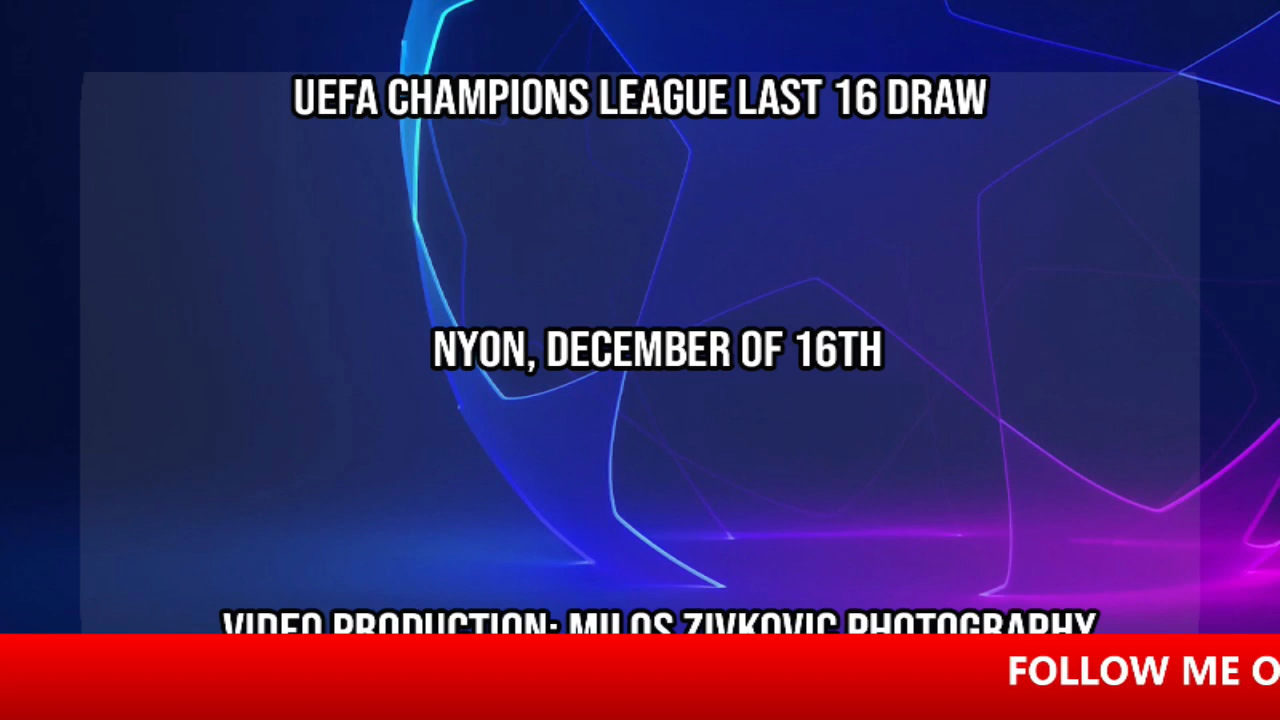 UEFA CHAMPIONS LEAGUE LAST 16 DRAW
NYON, DECEMBER OF 16TH
VIDEO PRODUCTION: MILOS ZIVKOVIC PHOTOGRAPHY
FOLLOW ME O